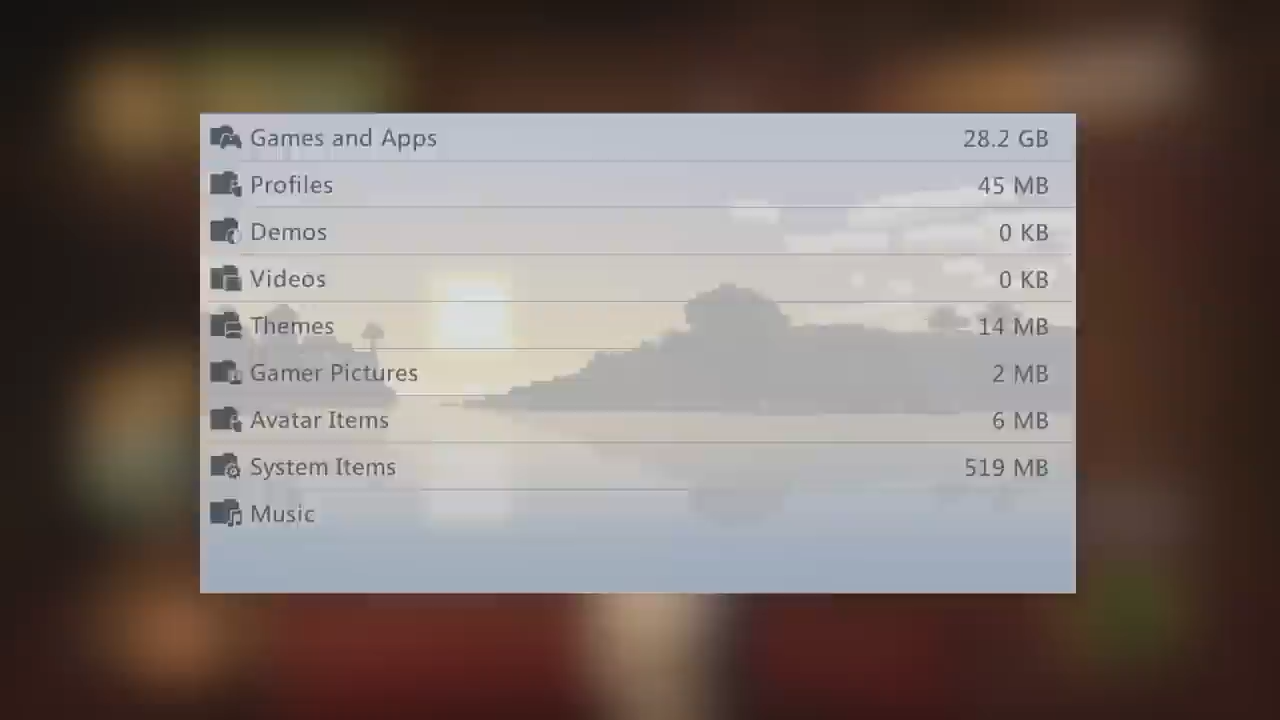 Games and Apps 28.2 GB
Profiles 45 MB
Demos 0 KB
Videos 0 KB
Themes 14 MB
Gamer Pictures 2 MB
Avatar Items 6 MB
System Items 519 MB
Music